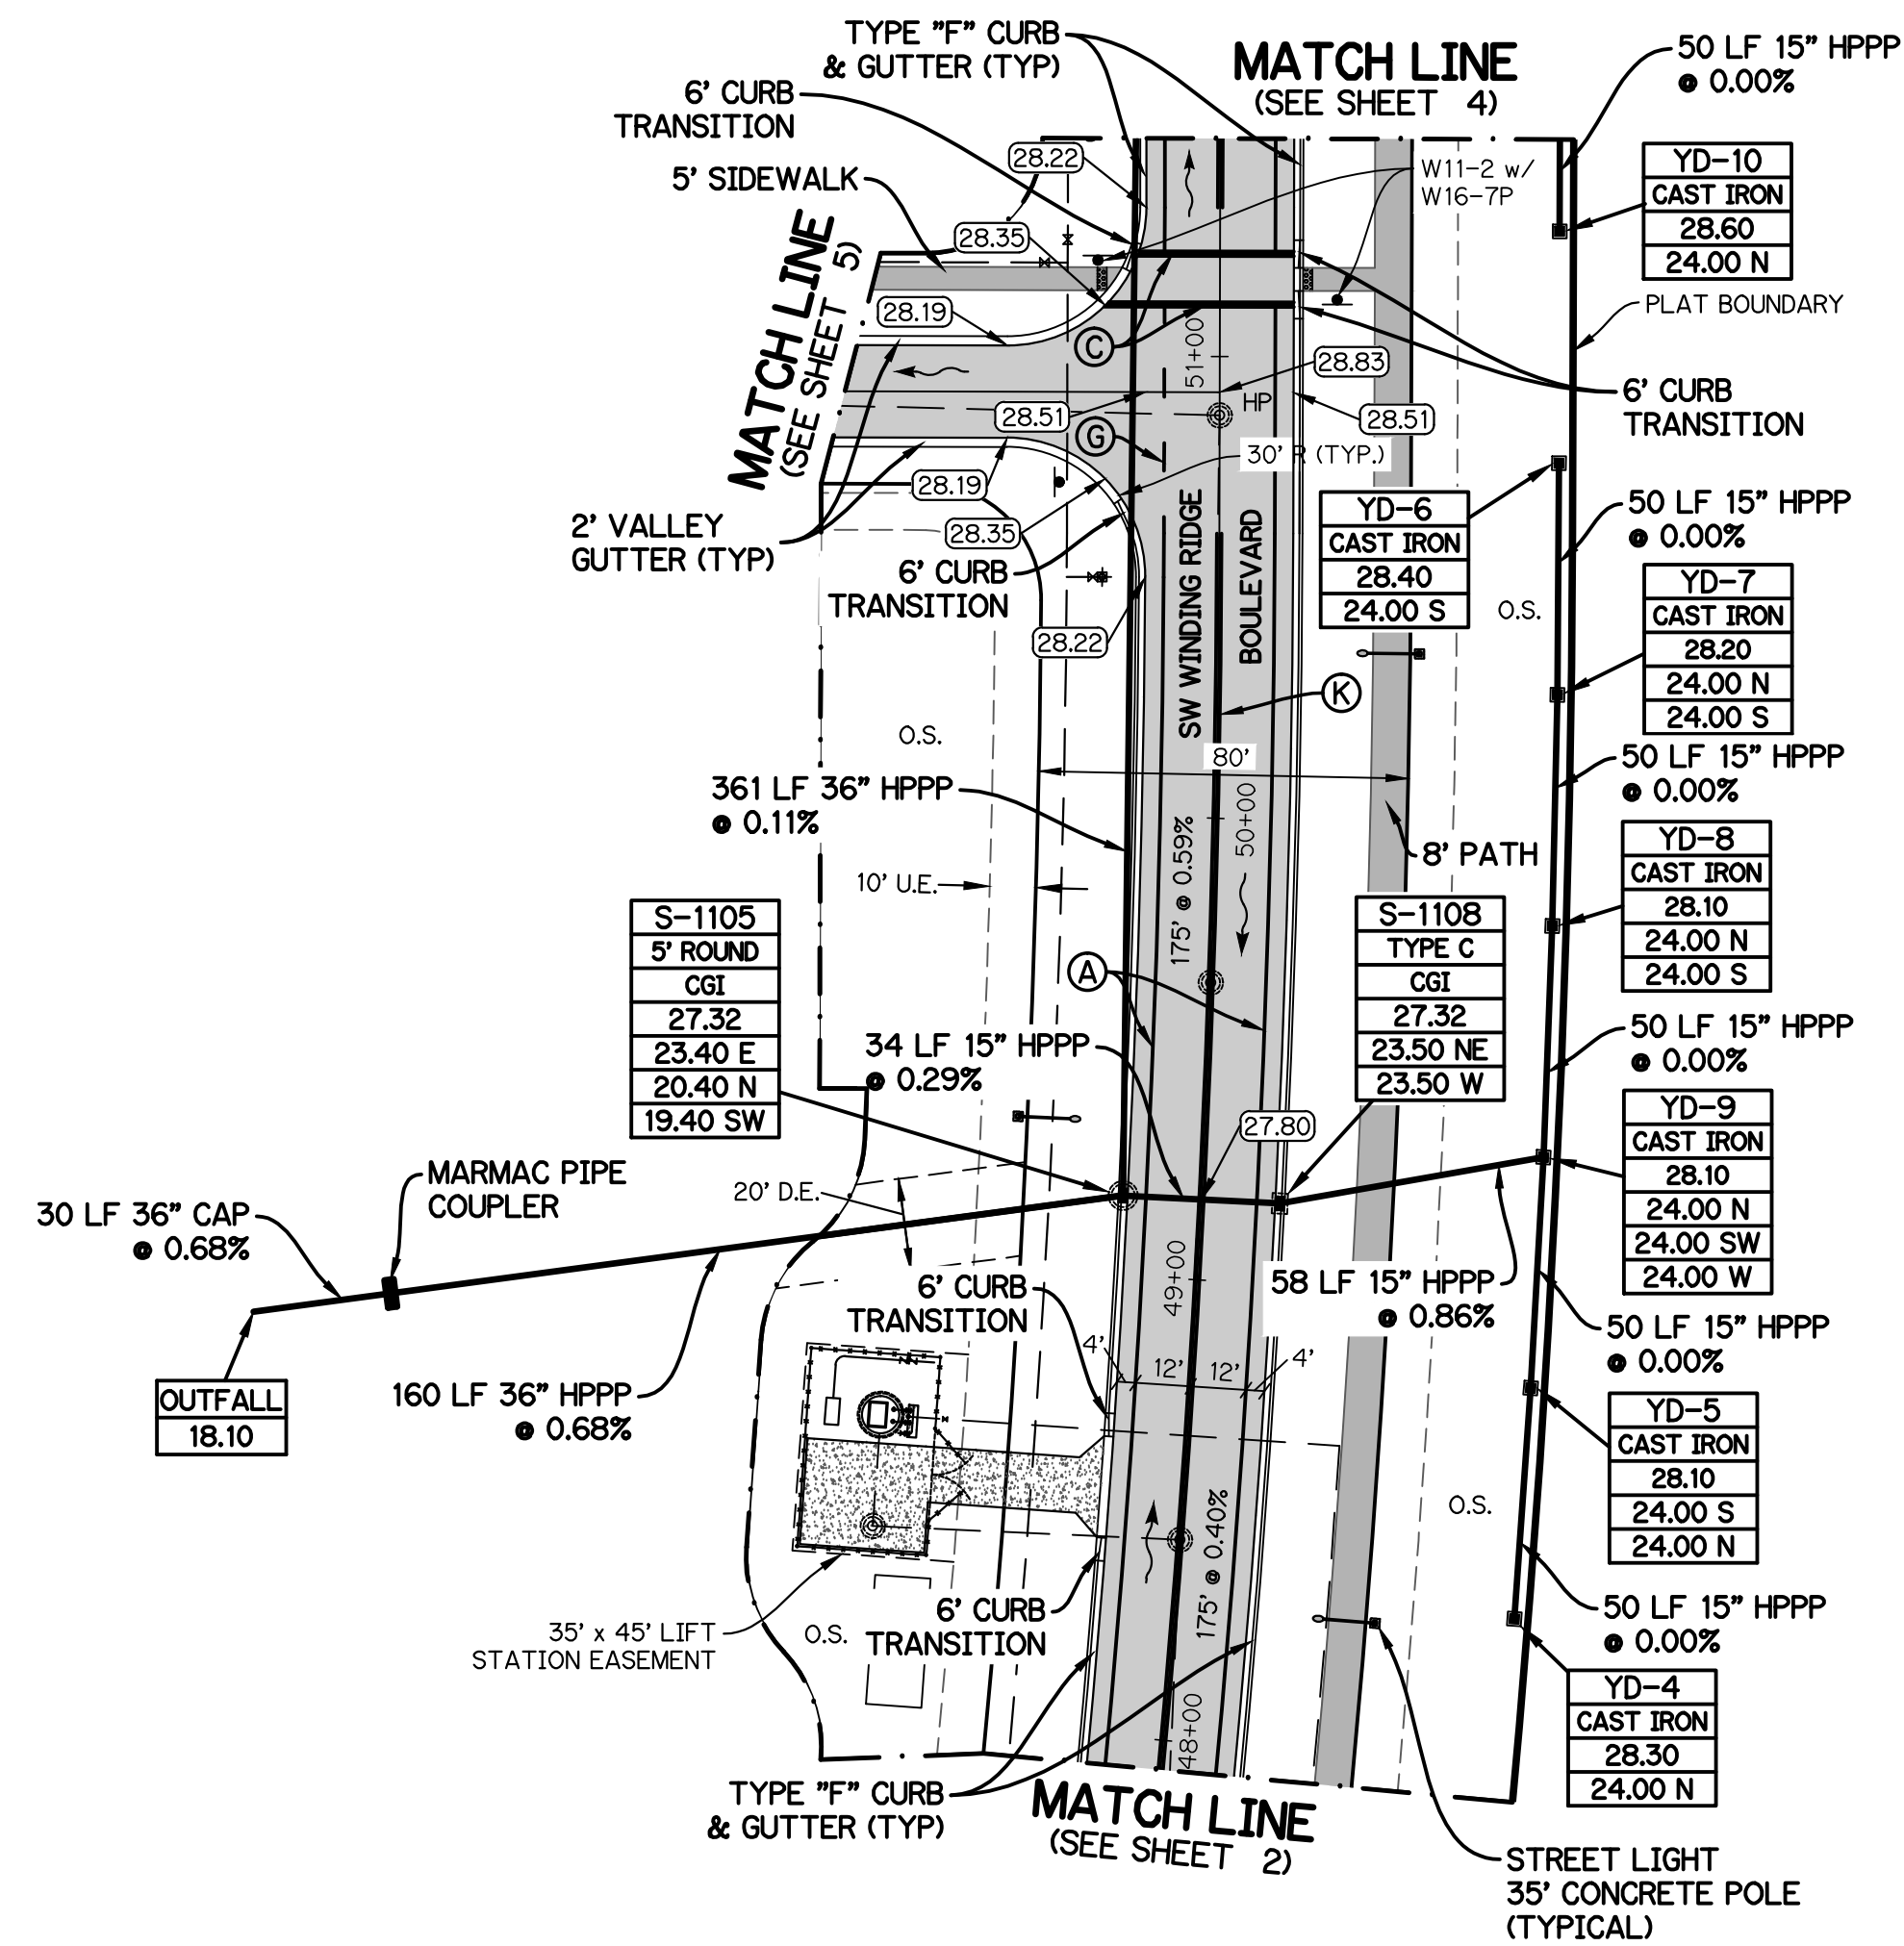 TYPE "F" CURB
& GUTTER (TYP)
MATCH LINE
(SEE SHEET 4)
50 LF 15" HPPP
@ 0.00%
6' CURB
TRANSITION
5' SIDEWALK
28.22
28.35
28.19
W11-2 w/
W16-7P
YD-10
CAST IRON
28.60
24.00 N
PLAT BOUNDARY
MATCH LINE
(SEE SHEET 5)
C
51+00
28.83
HP
28.51
28.51
6' CURB
TRANSITION
G
30' R (TYP.)
28.19
28.35
2' VALLEY
GUTTER (TYP)
6' CURB
TRANSITION
28.22
SW WINDING RIDGE
BOULEVARD
YD-6
CAST IRON
28.40
24.00 S
50 LF 15" HPPP
@ 0.00%
O.S.
YD-7
CAST IRON
28.20
24.00 N
24.00 S
K
O.S.
80'
50 LF 15" HPPP
@ 0.00%
361 LF 36" HPPP
@ 0.11%
175' @ 0.59%
50+00
8' PATH
YD-8
CAST IRON
28.10
24.00 N
24.00 S
10' U.E.
S-1105
5' ROUND
CGI
27.32
23.40 E
20.40 N
19.40 SW
A
S-1108
TYPE C
CGI
27.32
23.50 NE
23.50 W
34 LF 15" HPPP
@ 0.29%
50 LF 15" HPPP
@ 0.00%
27.80
YD-9
CAST IRON
28.10
24.00 N
24.00 SW
24.00 W
MARMAC PIPE
COUPLER
20' D.E.
30 LF 36" CAP
@ 0.68%
49+00
58 LF 15" HPPP
@ 0.86%
6' CURB
TRANSITION
50 LF 15" HPPP
@ 0.00%
4'
12'
12'
4'
OUTFALL
18.10
160 LF 36" HPPP
@ 0.68%
YD-5
CAST IRON
28.10
24.00 S
24.00 N
O.S.
175' @ 0.40%
35' x 45' LIFT
STATION EASEMENT
O.S.
6' CURB
TRANSITION
50 LF 15" HPPP
@ 0.00%
YD-4
CAST IRON
28.30
24.00 N
48+00
TYPE "F" CURB
& GUTTER (TYP)
MATCH LINE
(SEE SHEET 2)
STREET LIGHT
35' CONCRETE POLE
(TYPICAL)